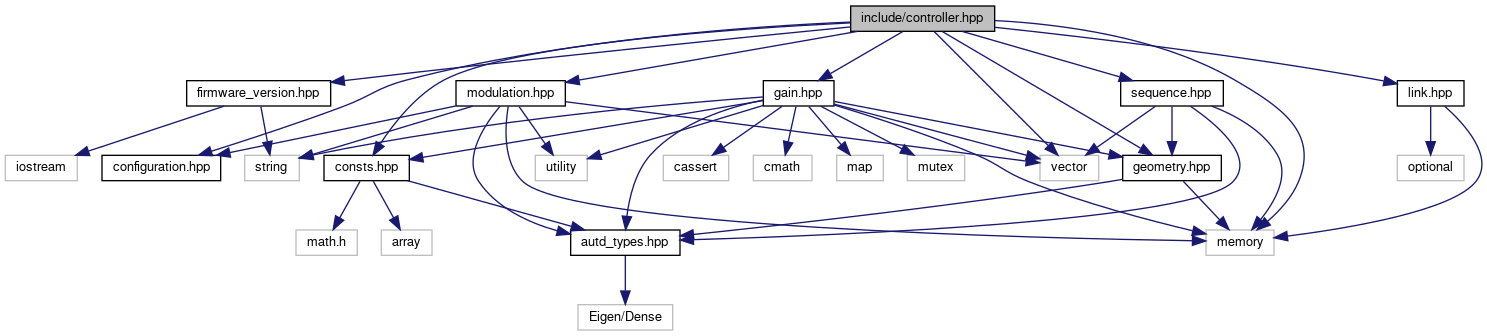 include/controller.hpp
firmware_version.hpp
modulation.hpp
gain.hpp
sequence.hpp
link.hpp
iostream
configuration.hpp
string
consts.hpp
utility
cassert
cmath
map
mutex
vector
geometry.hpp
optional
math.h
array
autd_types.hpp
memory
Eigen/Dense